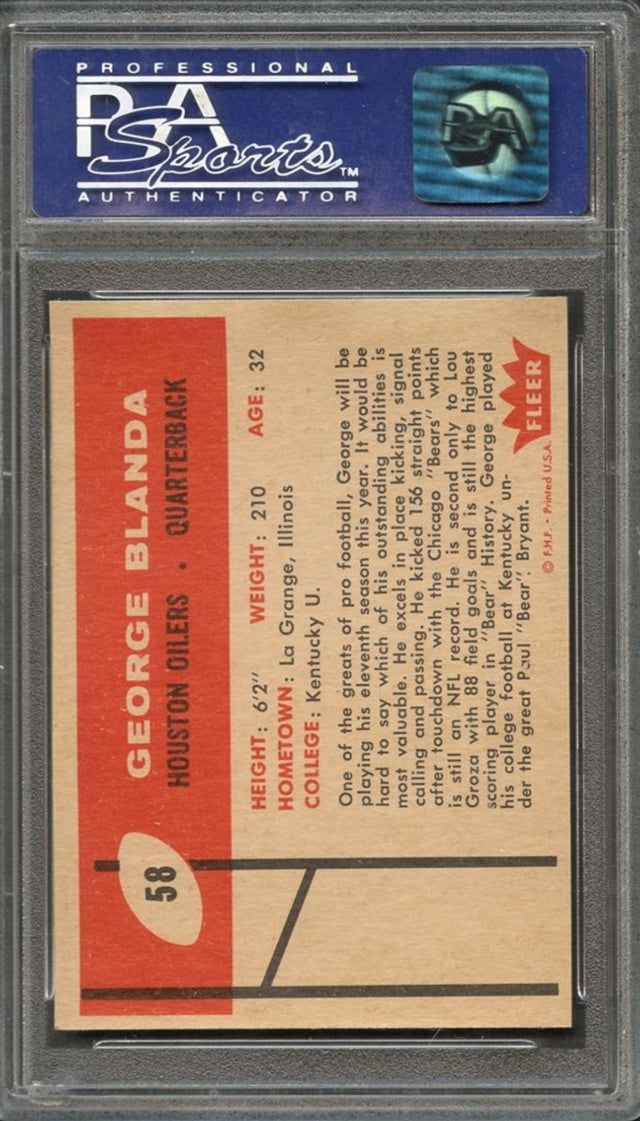 PROFESSIONAL
PSA
Sports™
AUTHENTICATOR
PSA
58
GEORGE BLANDA
HOUSTON OILERS • QUARTERBACK
HEIGHT: 6'2" WEIGHT: 210 AGE: 32
HOMETOWN: La Grange, Illinois
COLLEGE: Kentucky U.
One of the greats of pro football, George will be
playing his eleventh season this year. It would be
hard to say which of his outstanding abilities is
most valuable. He excels in place kicking, signal
calling and passing. He kicked 156 straight points
after touchdown with the Chicago "Bears" which
is still an NFL record. He is second only to Lou
Groza with 88 field goals and is still the highest
scoring player in "Bear" History. George played
his college football at Kentucky un-
der the great Paul "Bear" Bryant.
FLEER
© F.H.F. • Printed U.S.A.